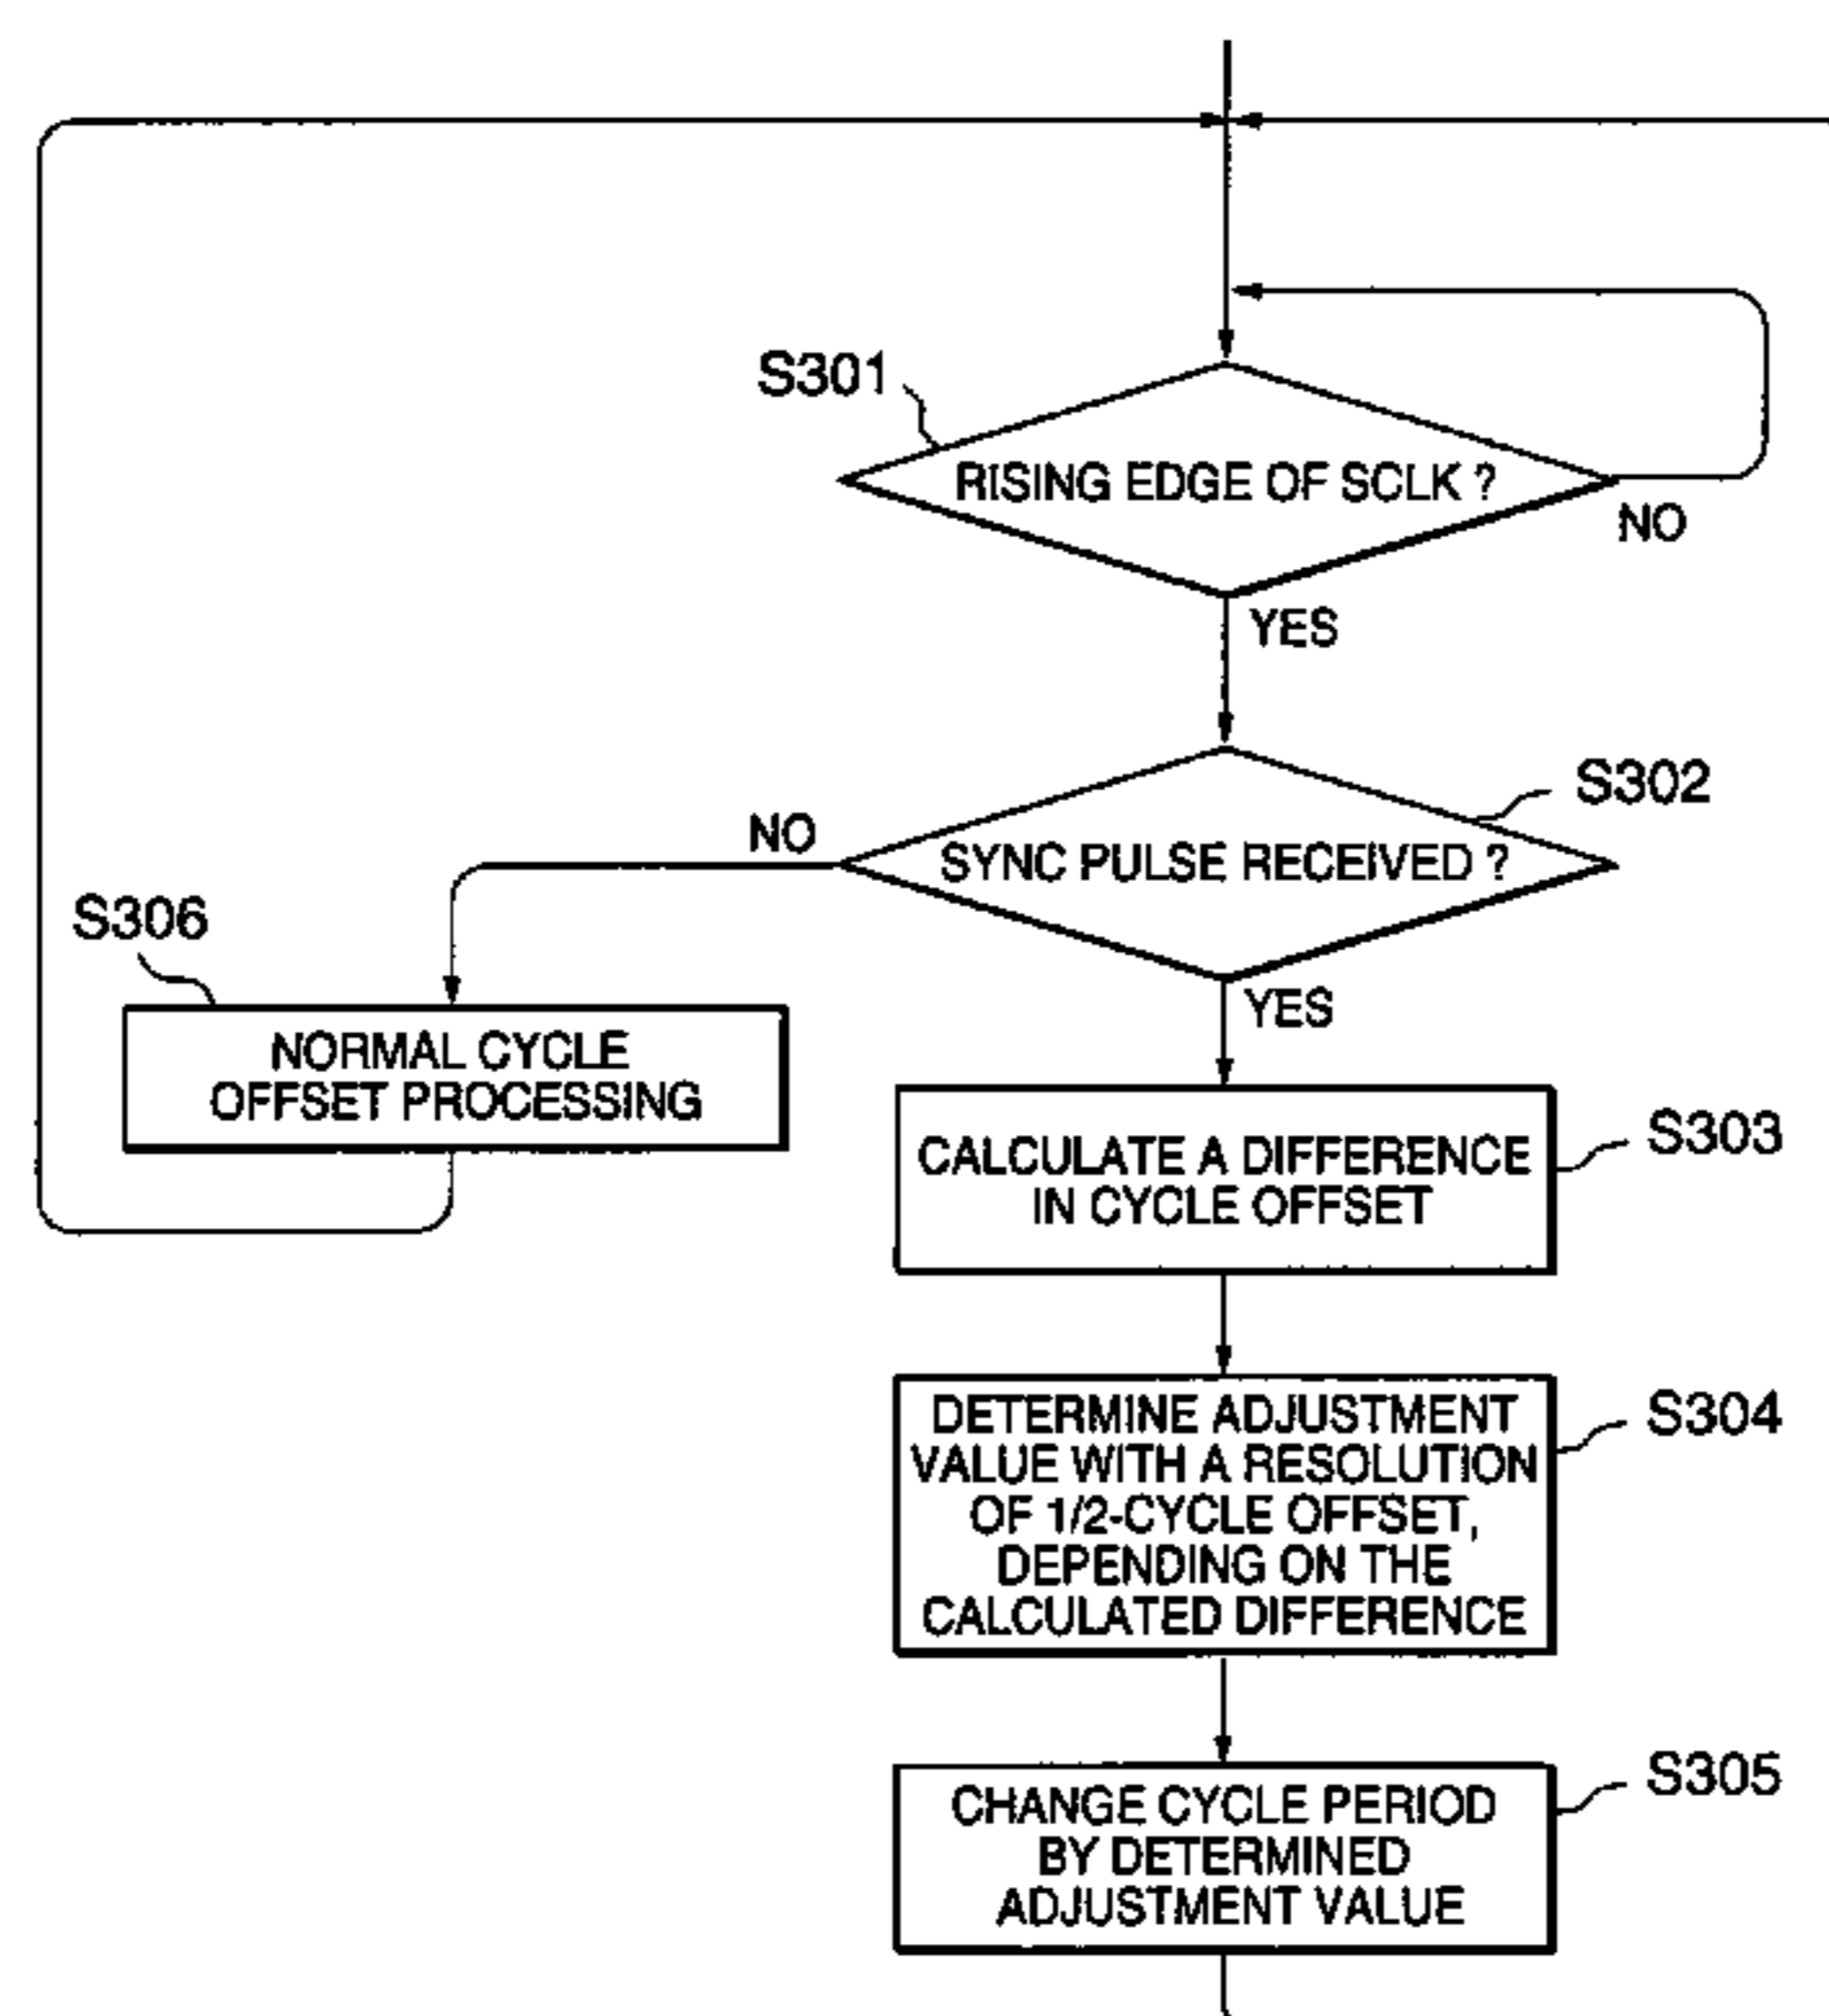 S301
RISING EDGE OF SCLK ?
NO
YES
S302
NO
SYNC PULSE RECEIVED ?
S306
YES
NORMAL CYCLE
OFFSET PROCESSING
S303
CALCULATE A DIFFERENCE
IN CYCLE OFFSET
S304
DETERMINE ADJUSTMENT
VALUE WITH A RESOLUTION
OF 1/2-CYCLE OFFSET,
DEPENDING ON THE
CALCULATED DIFFERENCE
S305
CHANGE CYCLE PERIOD
BY DETERMINED
ADJUSTMENT VALUE